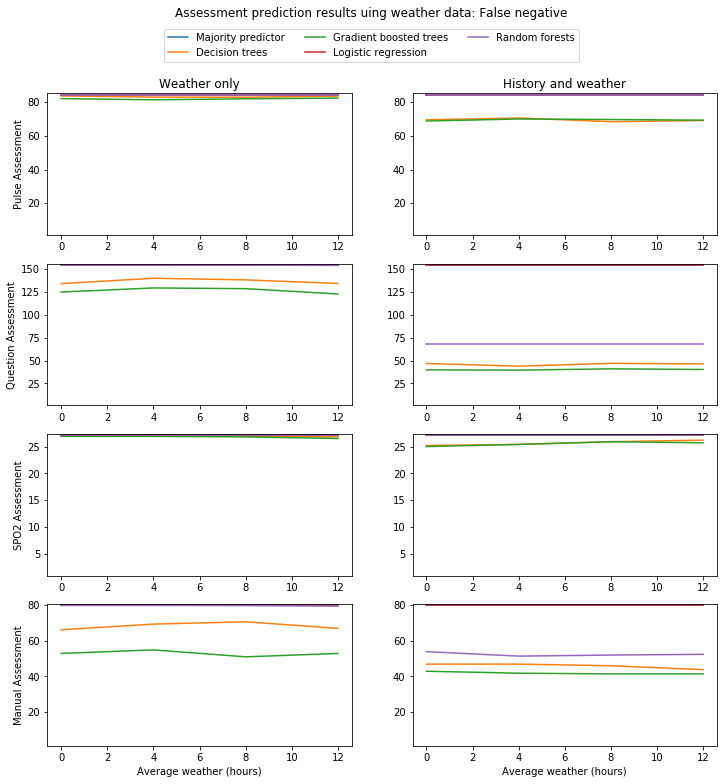 Assessment prediction results uing weather data: False negative
Majority predictor Gradient boosted trees Random forests
Decision trees Logistic regression
Weather only History and weather
Pulse Assessment
80
60
40
20
0 2 4 6 8 10 12
80
60
40
20
0 2 4 6 8 10 12
Question Assessment
150
125
100
75
50
25
0 2 4 6 8 10 12
150
125
100
75
50
25
0 2 4 6 8 10 12
SPO2 Assessment
25
20
15
10
5
0 2 4 6 8 10 12
25
20
15
10
5
0 2 4 6 8 10 12
Manual Assessment
80
60
40
20
0 2 4 6 8 10 12
Average weather (hours)
80
60
40
20
0 2 4 6 8 10 12
Average weather (hours)